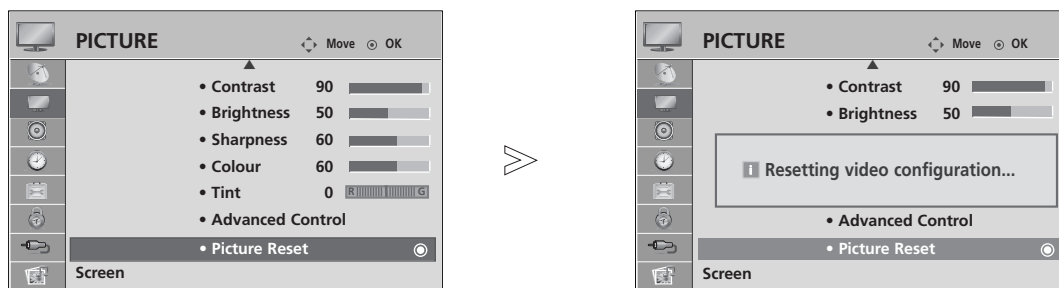 PICTURE
Move OK
• Contrast 90
• Brightness 50
• Sharpness 60
• Colour 60
• Tint 0 R G
• Advanced Control
• Picture Reset
Screen
PICTURE
Move OK
• Contrast 90
• Brightness 50
i Resetting video configuration...
• Advanced Control
• Picture Reset
Screen